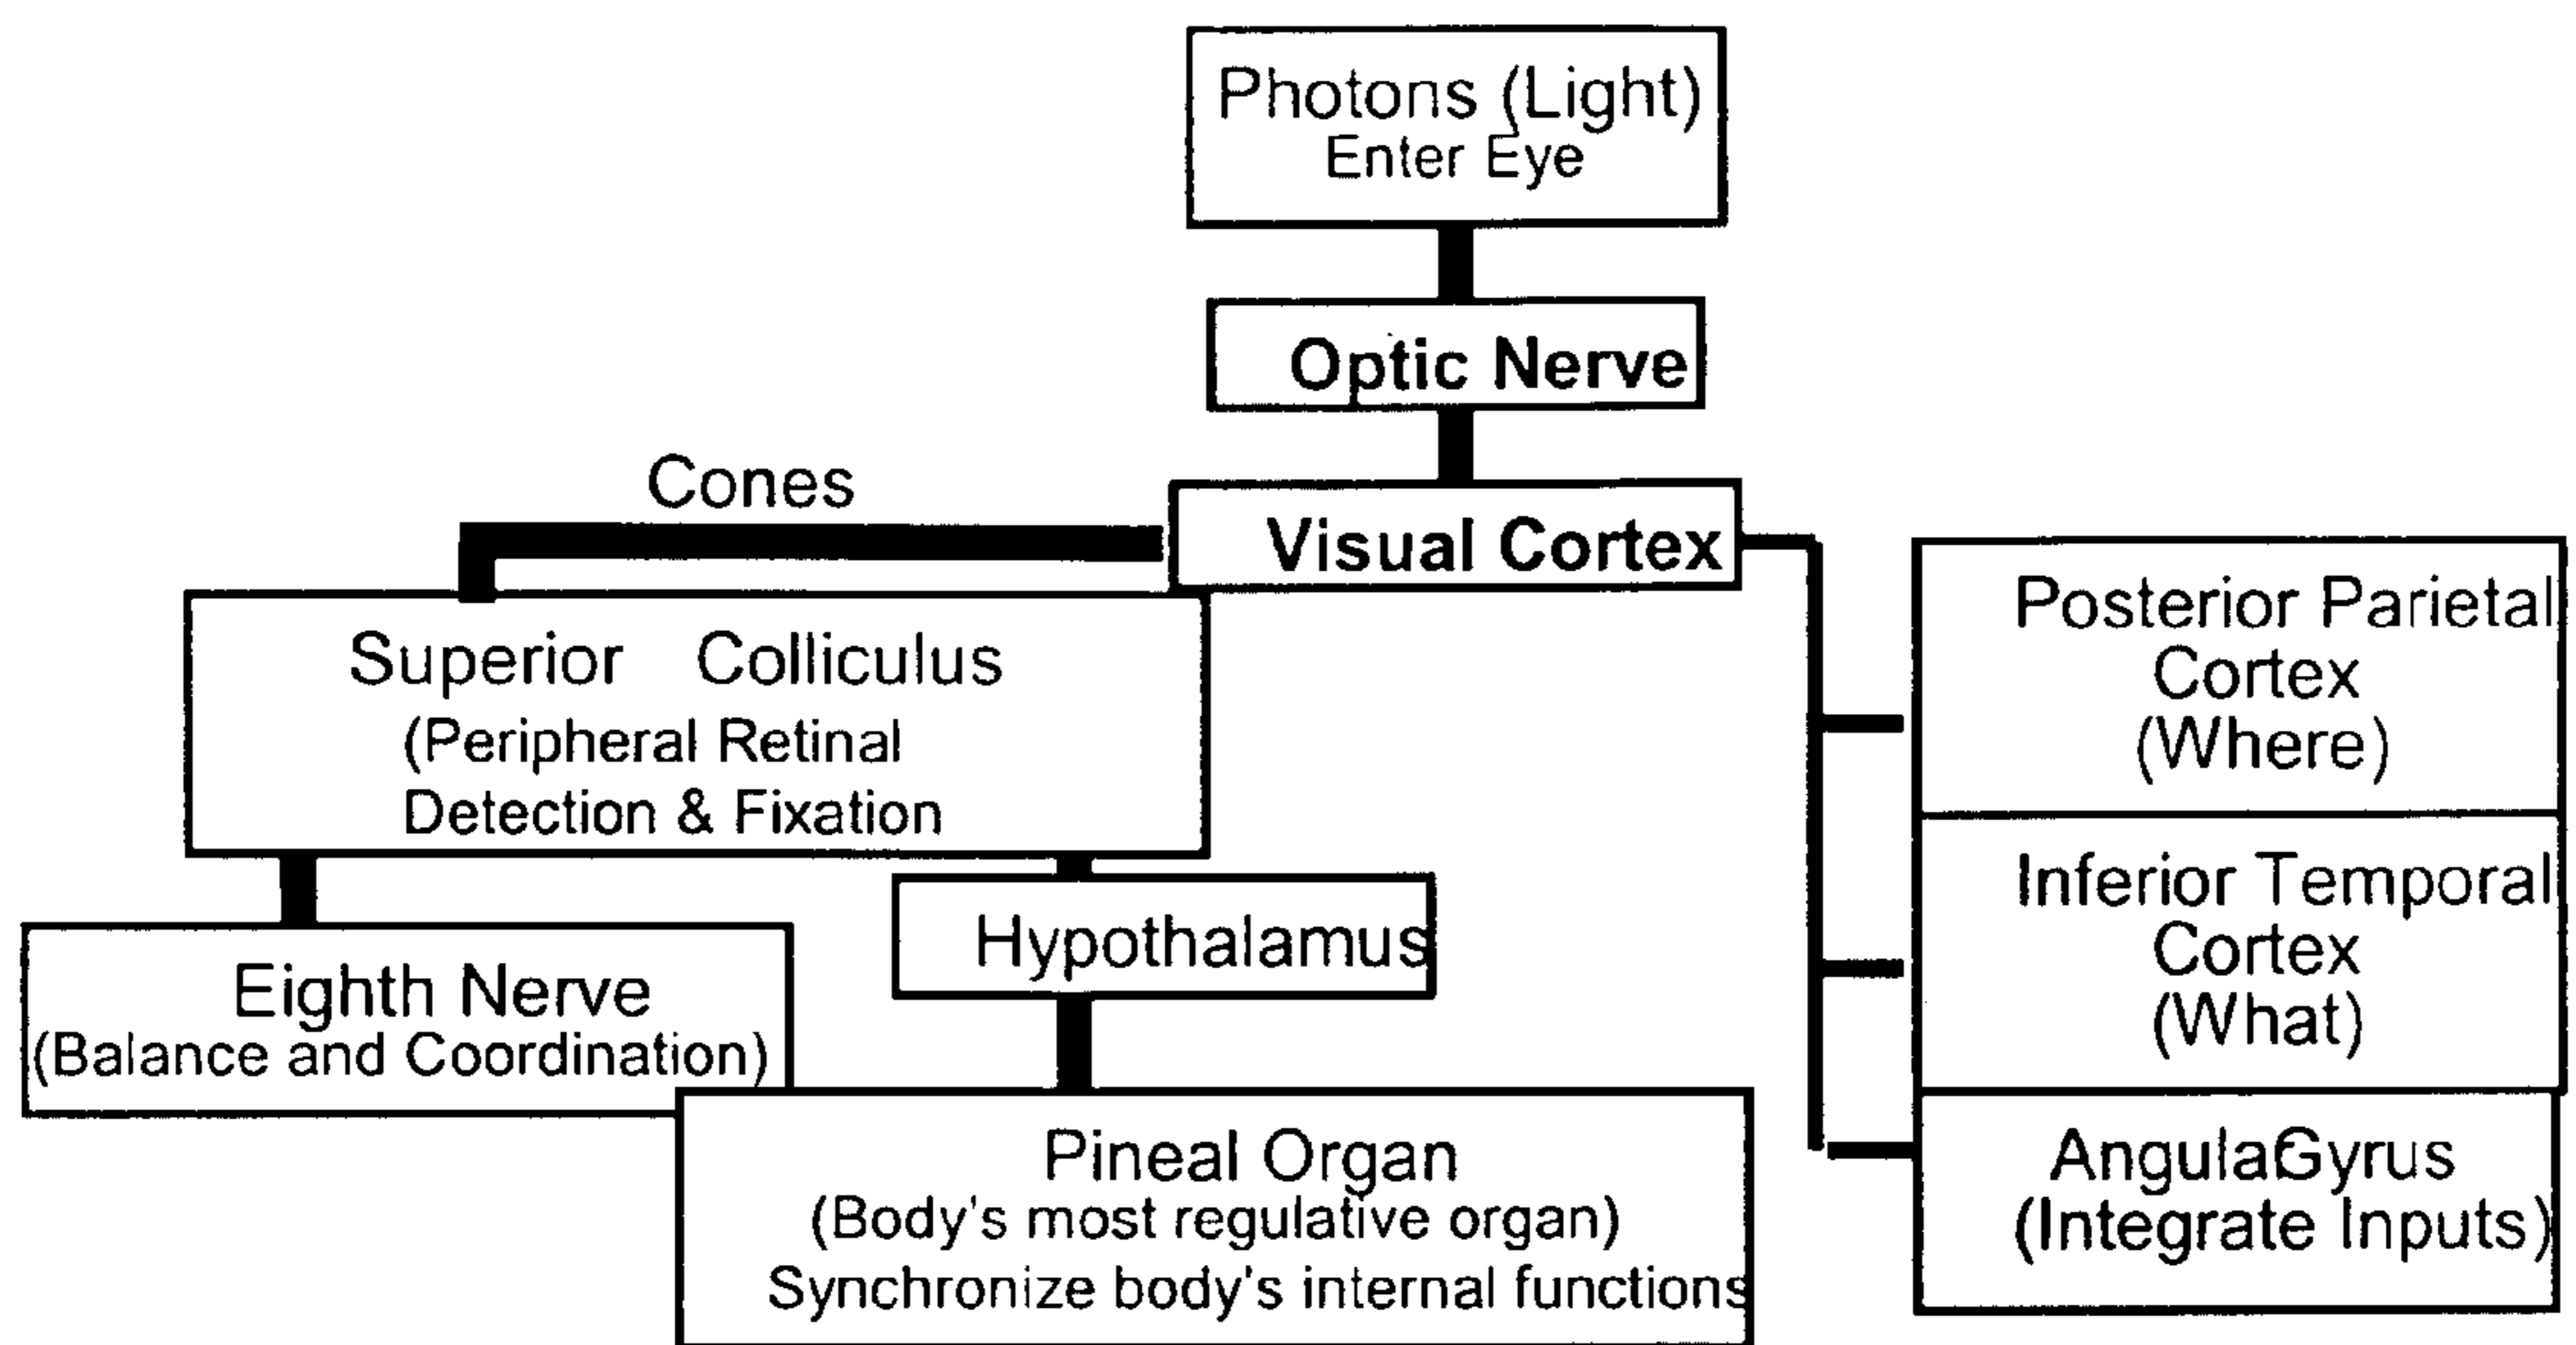 Photons (Light)
Enter Eye
Optic Nerve
Cones
Visual Cortex
Superior Colliculus
(Peripheral Retinal
Detection & Fixation
Hypothalamus
Eighth Nerve
(Balance and Coordination)
Pineal Organ
(Body's most regulative organ)
Synchronize body's internal functions
Posterior Parietal
Cortex
(Where)
Inferior Temporal
Cortex
(What)
AngulaGyrus
(Integrate Inputs)